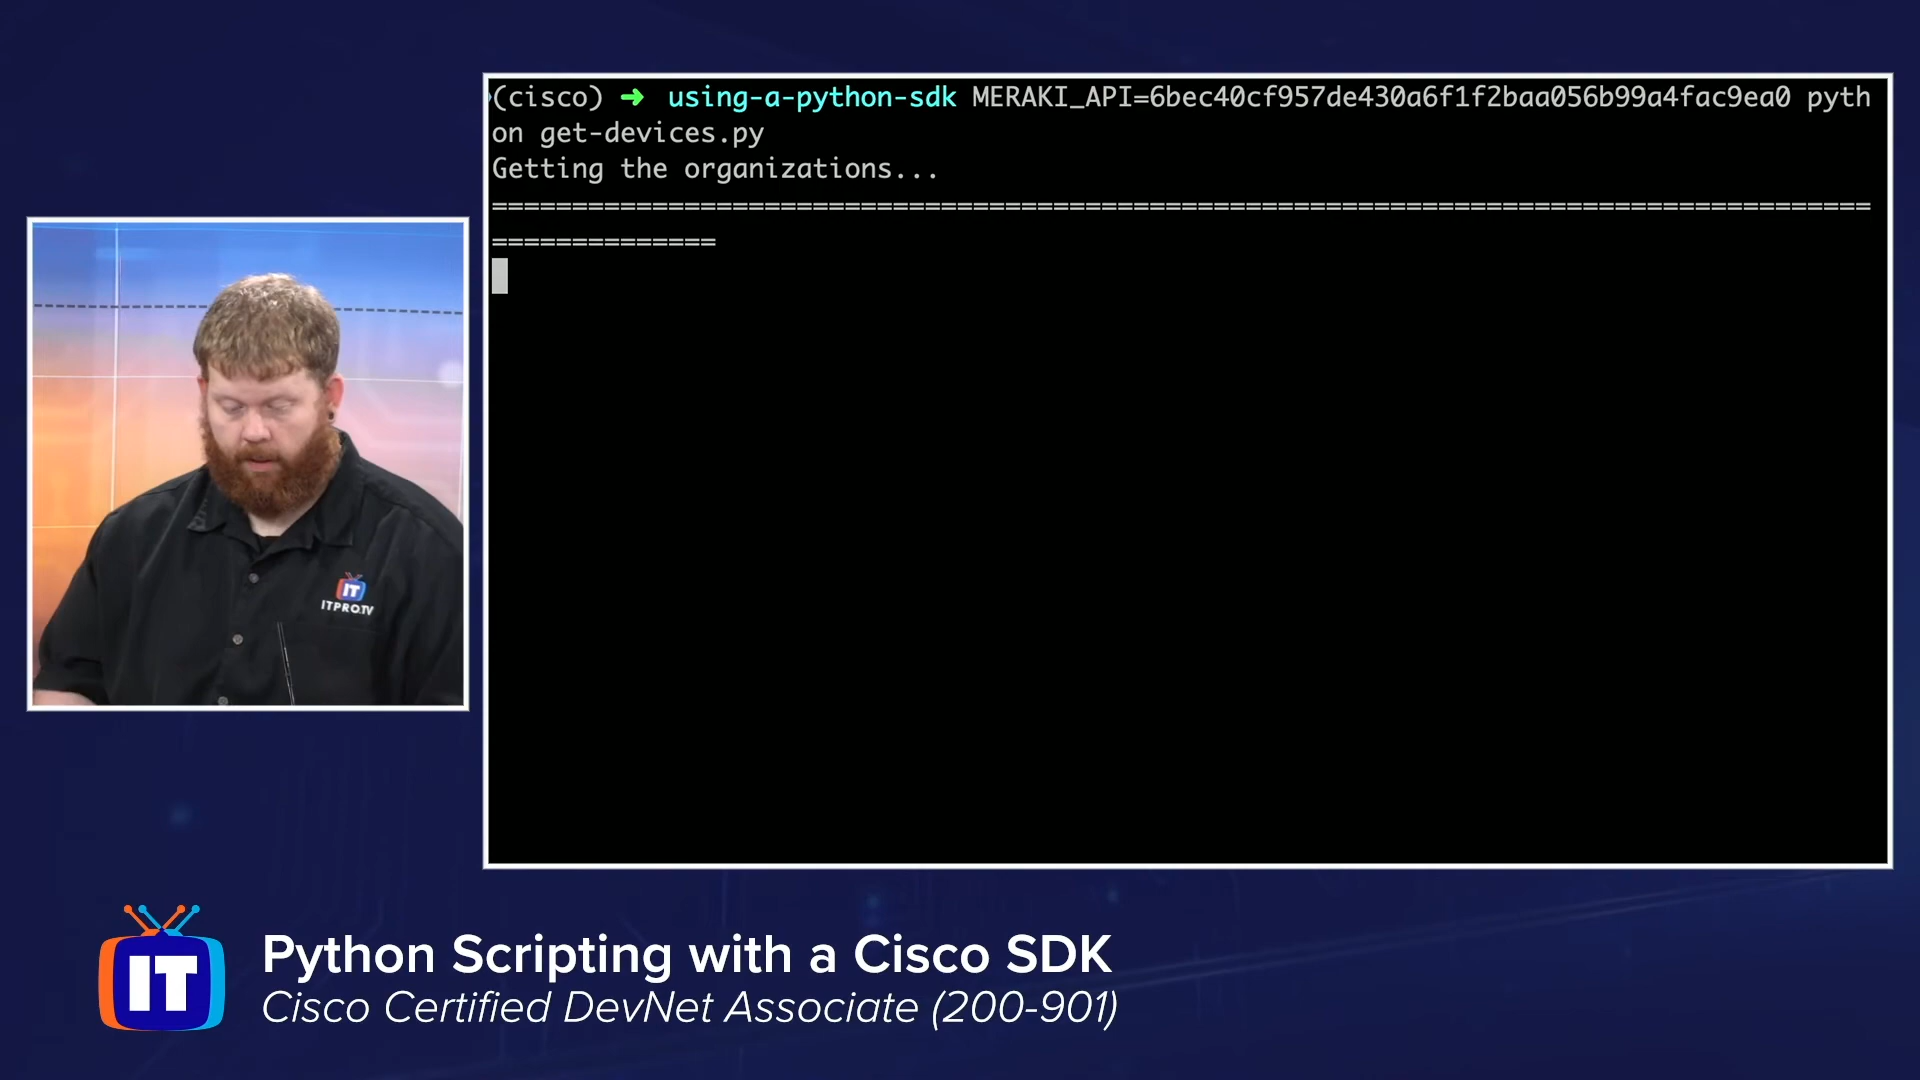 (cisco) ➜ using-a-python-sdk MERAKI_API=6bec40cf957de430a6f1f2baa056b99a4fac9ea0 pyth
on get-devices.py
Getting the organizations...
======================================================================================
==============
IT
ITPRO.TV
IT
Python Scripting with a Cisco SDK
Cisco Certified DevNet Associate (200-901)